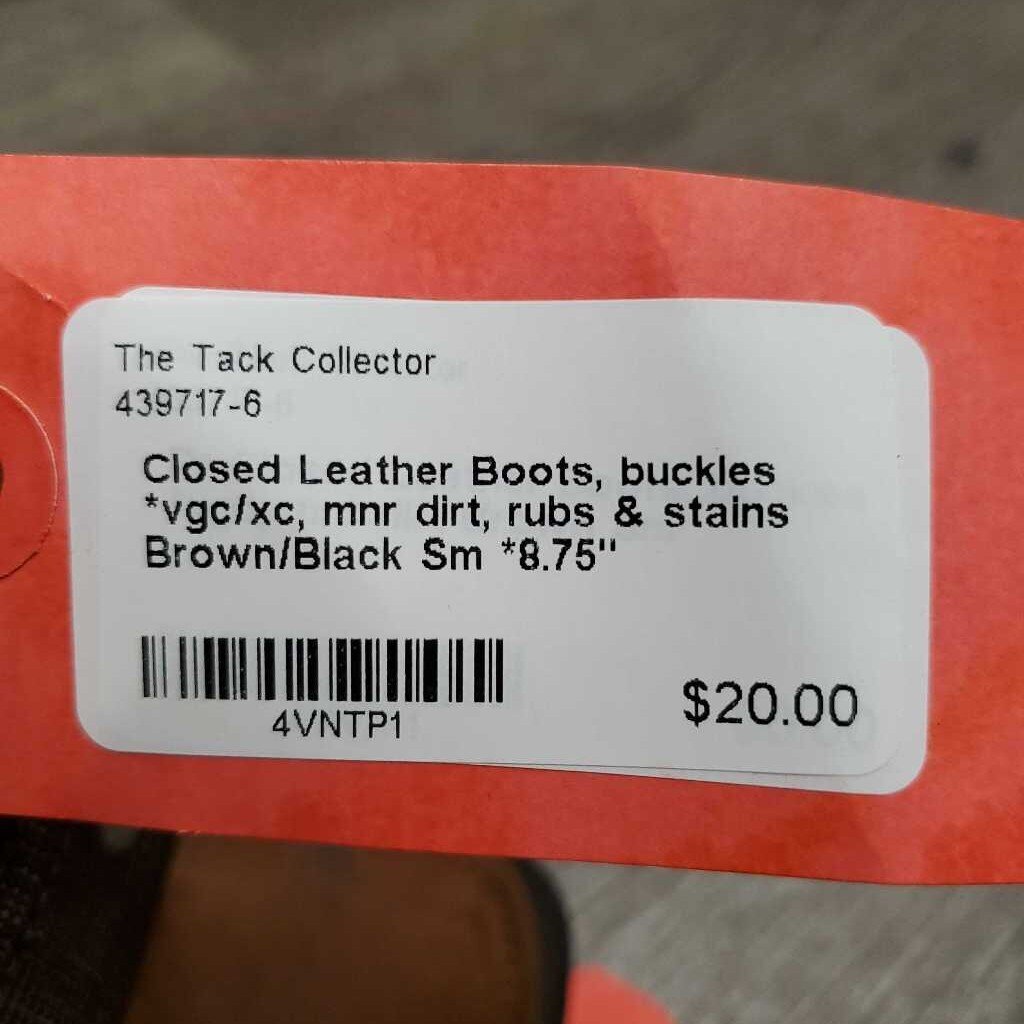 The Tack Collector
439717-6
Closed Leather Boots, buckles
*vgc/xc, mnr dirt, rubs & stains
Brown/Black Sm *8.75"
4VNTP1
$20.00